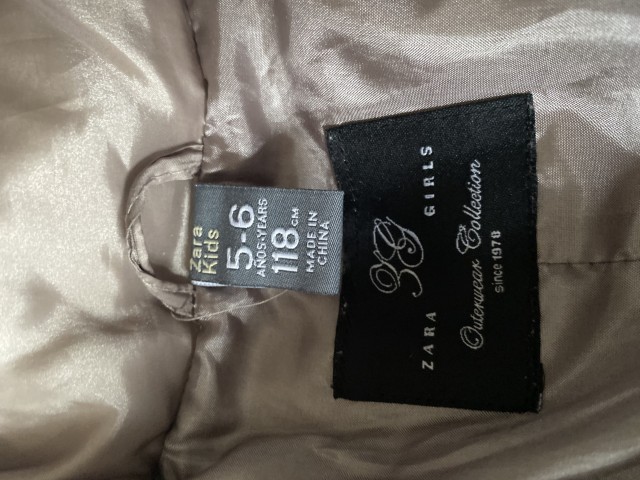 Zara
Kids
5-6
AÑOS-YEARS
118 CM
MADE IN
CHINA
ZG
ZARA GIRLS
Outerwear Collection
since 1978